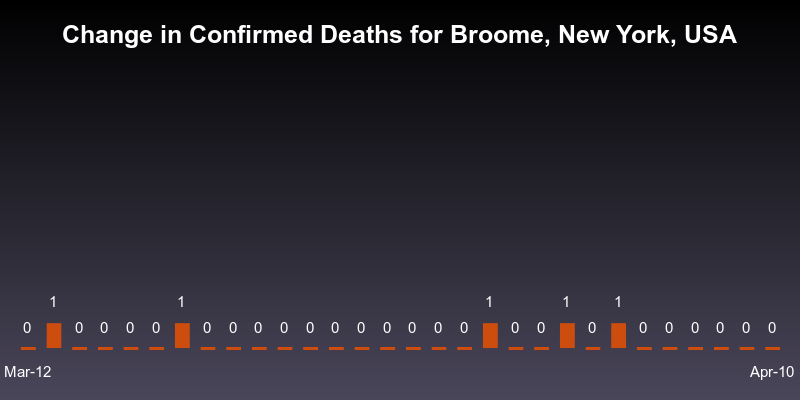 Change in Confirmed Deaths for Broome, New York, USA
0 1 0 0 0 0 1 0 0 0 0 0 0 0 0 0 0 0 1 0 0 1 0 1 0 0 0 0 0 0
Mar-12 Apr-10